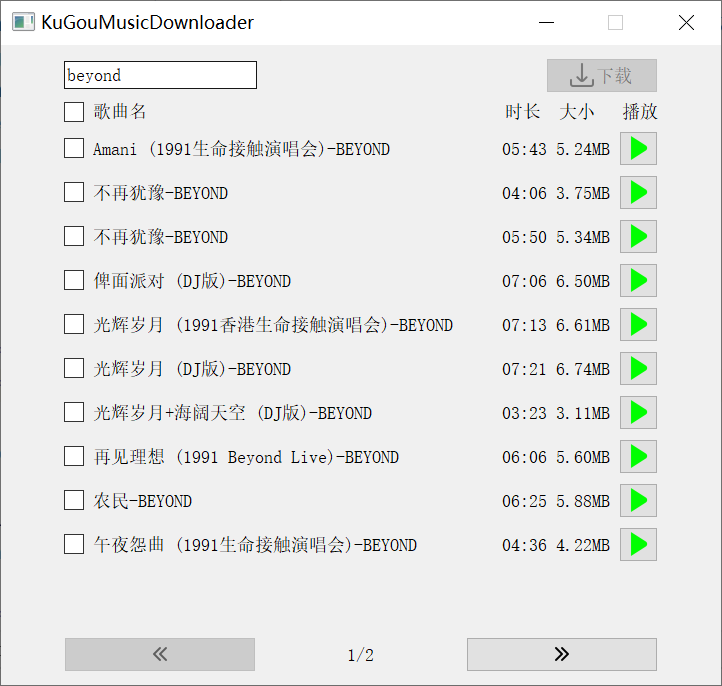 KuGouMusicDownloader
beyond 下载
歌曲名 时长 大小 播放
Amani (1991生命接触演唱会)-BEYOND 05:43 5.24MB
不再犹豫-BEYOND 04:06 3.75MB
不再犹豫-BEYOND 05:50 5.34MB
俾面派对 (DJ版)-BEYOND 07:06 6.50MB
光辉岁月 (1991香港生命接触演唱会)-BEYOND 07:13 6.61MB
光辉岁月 (DJ版)-BEYOND 07:21 6.74MB
光辉岁月+海阔天空 (DJ版)-BEYOND 03:23 3.11MB
再见理想 (1991 Beyond Live)-BEYOND 06:06 5.60MB
农民-BEYOND 06:25 5.88MB
午夜怨曲 (1991生命接触演唱会)-BEYOND 04:36 4.22MB
1/2